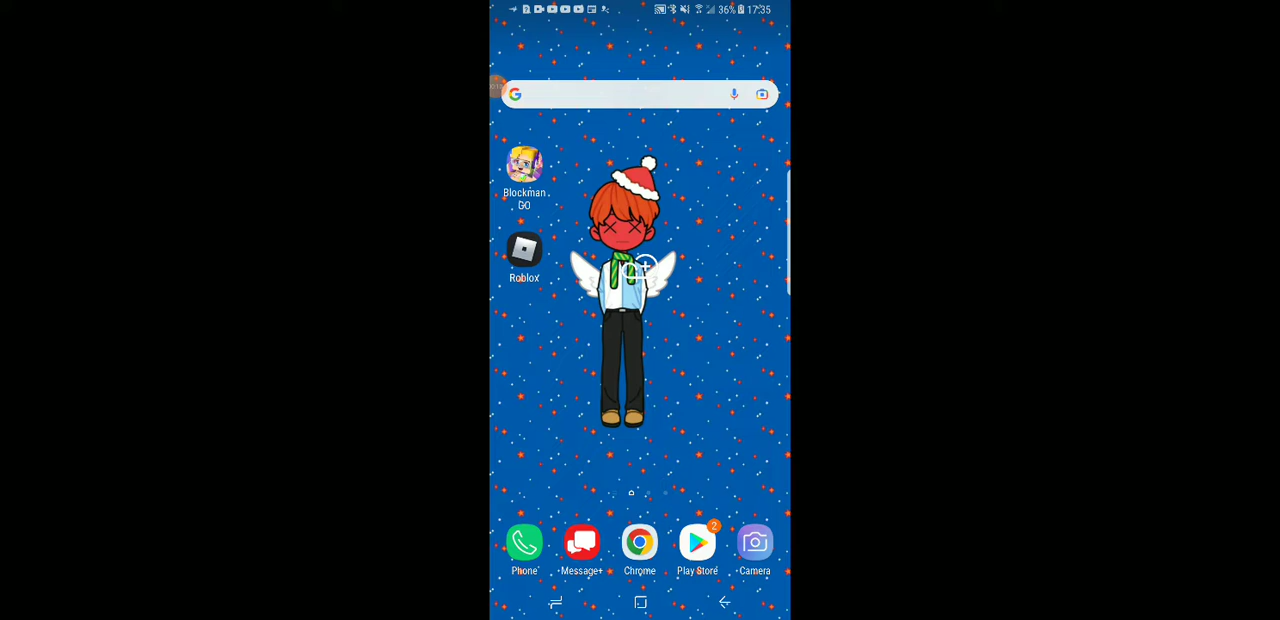 36% 17:35
Blockman
GO
Roblox
2
Phone
Message+
Chrome
Play Store
Camera